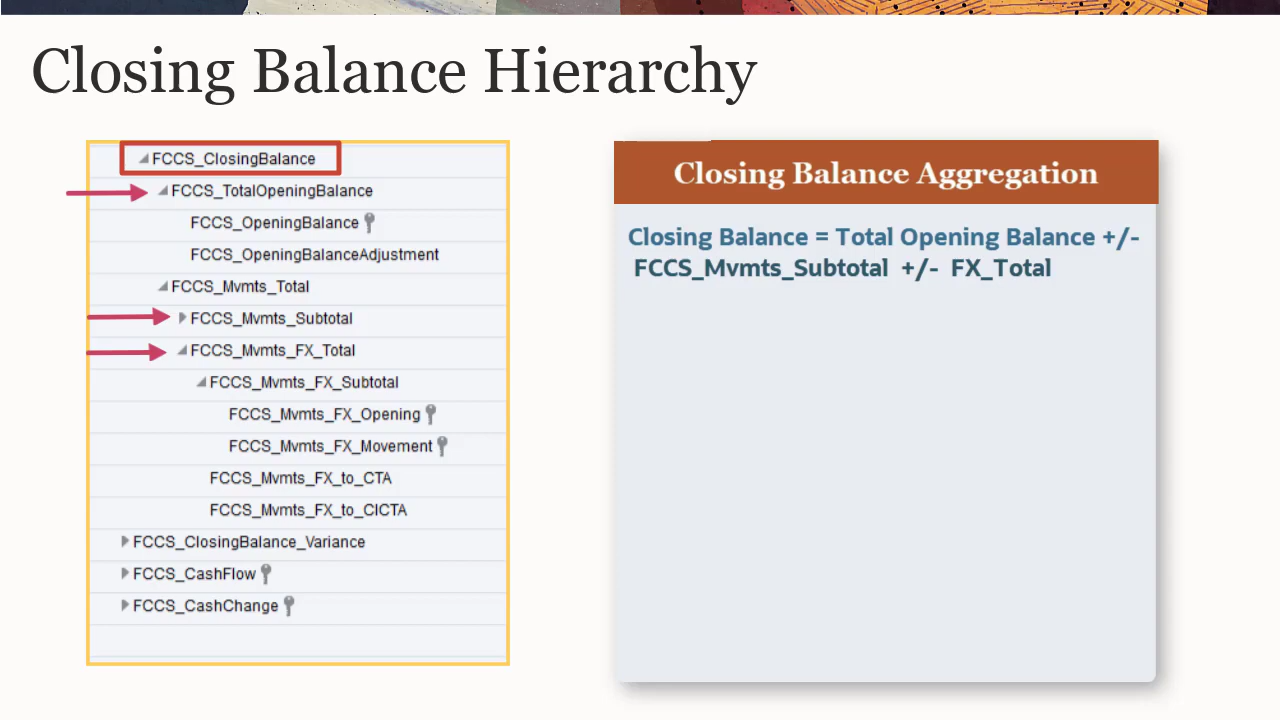 Closing Balance Hierarchy
FCCS_ClosingBalance
FCCS_TotalOpeningBalance
FCCS_OpeningBalance
FCCS_OpeningBalanceAdjustment
FCCS_Mvmts_Total
FCCS_Mvmts_Subtotal
FCCS_Mvmts_FX_Total
FCCS_Mvmts_FX_Subtotal
FCCS_Mvmts_FX_Opening
FCCS_Mvmts_FX_Movement
FCCS_Mvmts_FX_to_CTA
FCCS_Mvmts_FX_to_CICTA
FCCS_ClosingBalance_Variance
FCCS_CashFlow
FCCS_CashChange
Closing Balance Aggregation
Closing Balance = Total Opening Balance +/-
FCCS_Mvmts_Subtotal +/- FX_Total